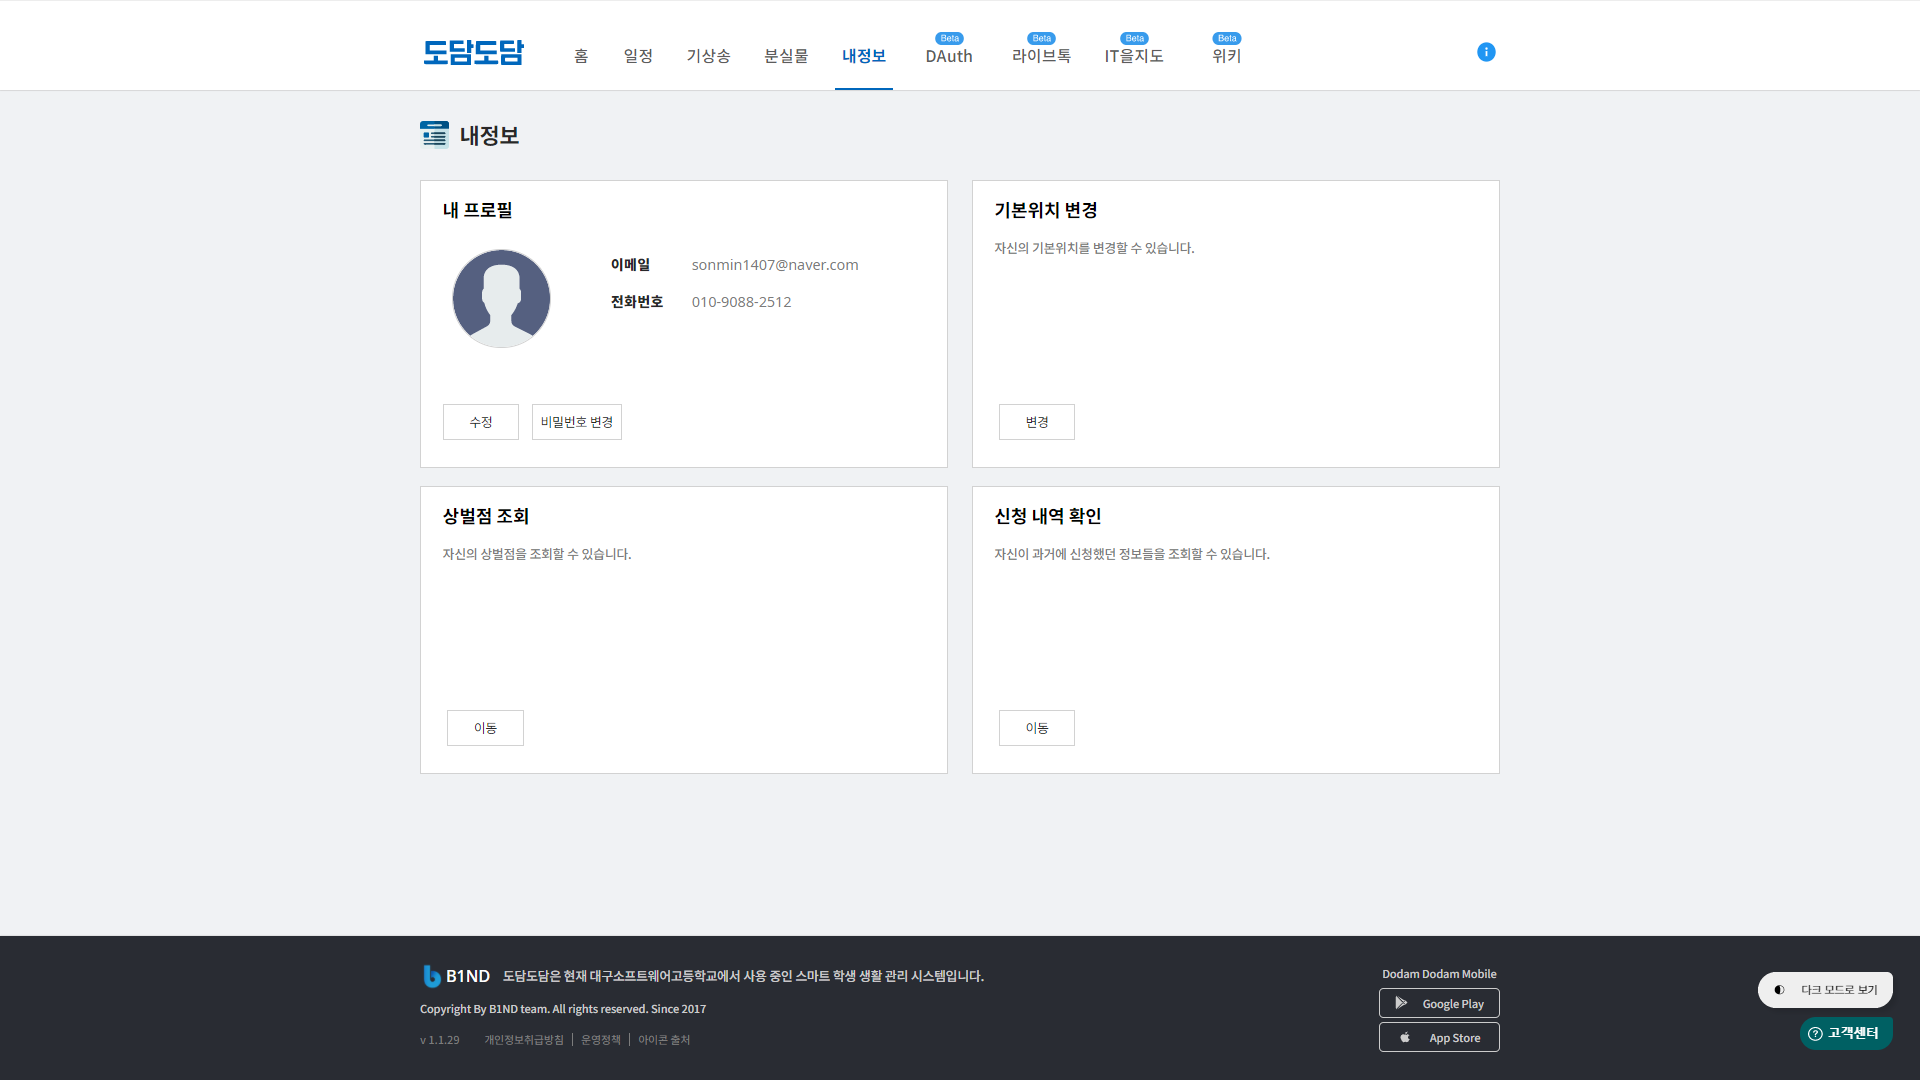 도담도담
홈
일정
기상송
분실물
내정보
Beta
DAuth
Beta
라이브톡
Beta
IT을지도
Beta
위키
내정보
내 프로필
이메일 sonmin1407@naver.com
전화번호 010-9088-2512
수정
비밀번호 변경
기본위치 변경
자신의 기본위치를 변경할 수 있습니다.
변경
상벌점 조회
자신의 상벌점을 조회할 수 있습니다.
이동
신청 내역 확인
자신이 과거에 신청했던 정보들을 조회할 수 있습니다.
이동
B1ND 도담도담은 현재 대구소프트웨어고등학교에서 사용 중인 스마트 학생 생활 관리 시스템입니다.
Copyright By B1ND team. All rights reserved. Since 2017
v 1.1.29 개인정보취급방침 | 운영정책 | 아이콘 출처
Dodam Dodam Mobile
Google Play
App Store
다크 모드로 보기
고객센터